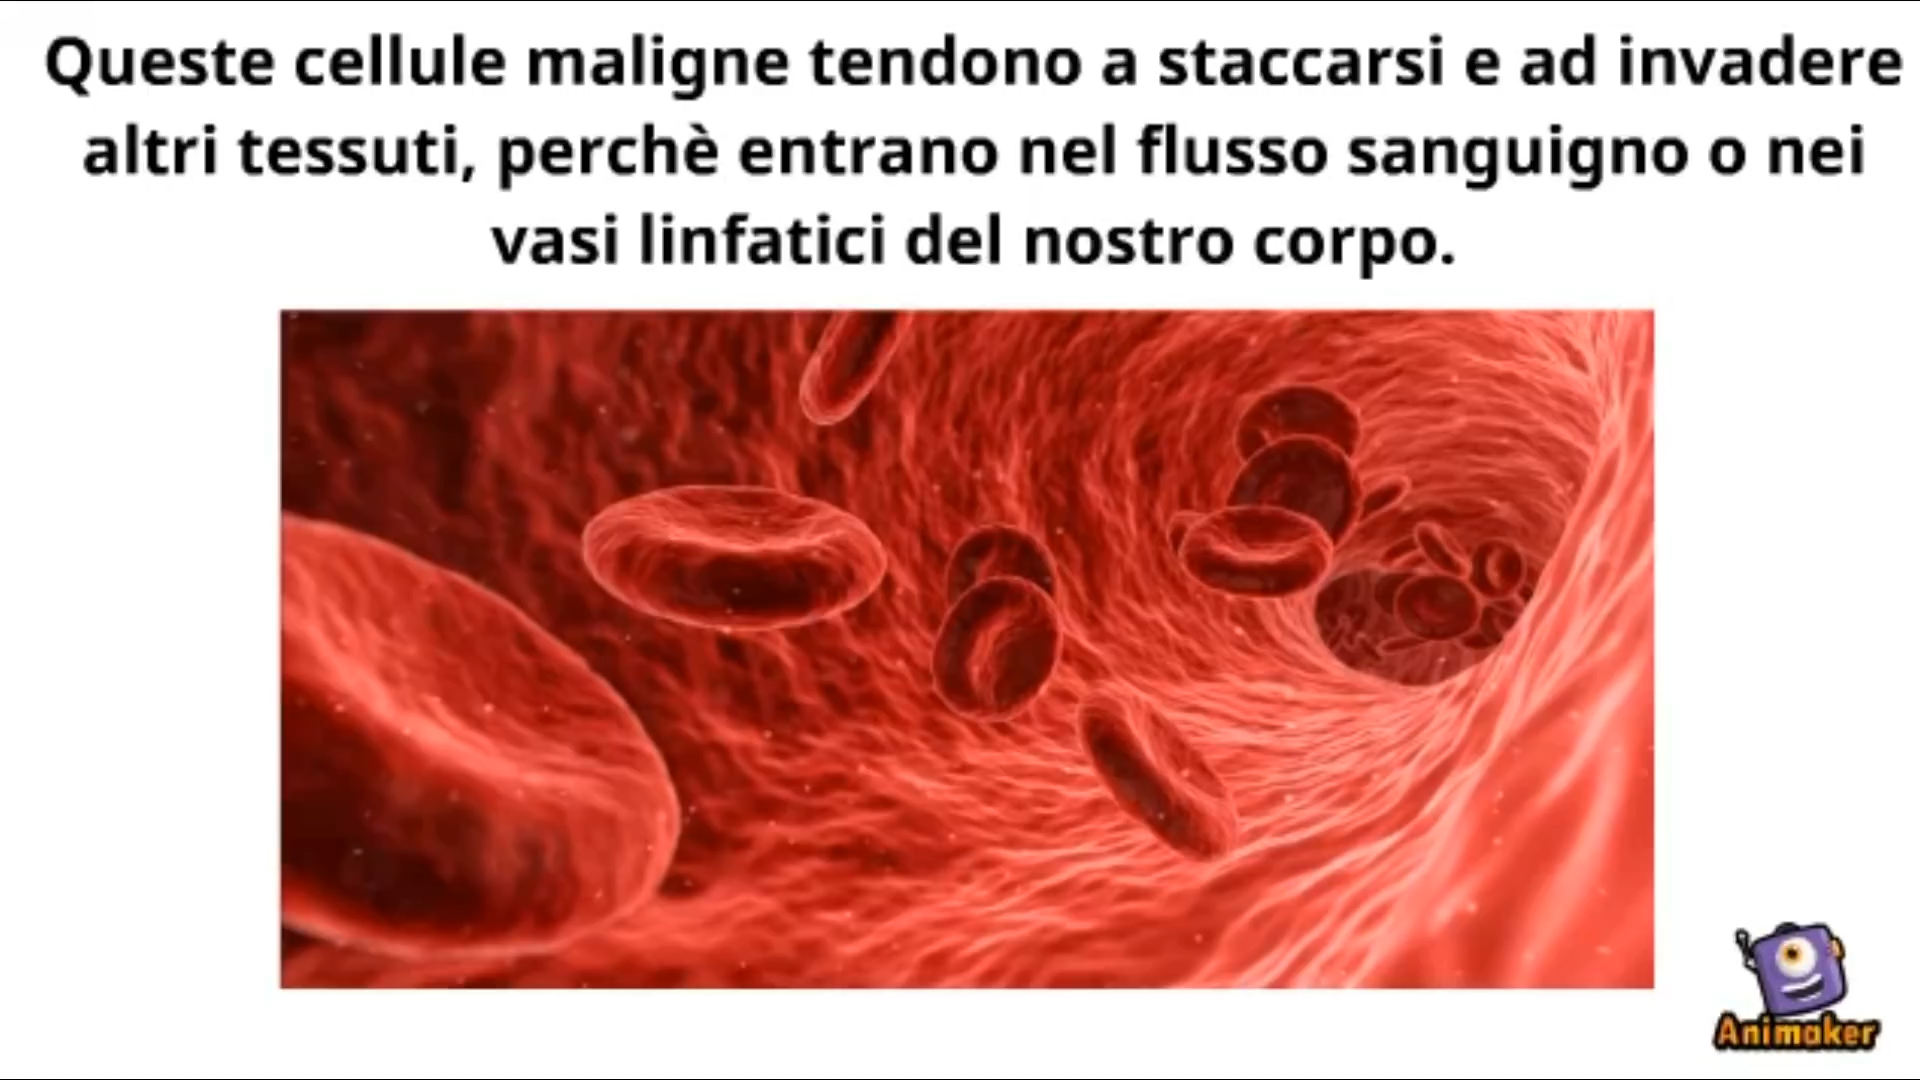 Queste cellule maligne tendono a staccarsi e ad invadere
altri tessuti, perchè entrano nel flusso sanguigno o nei
vasi linfatici del nostro corpo.
Animaker